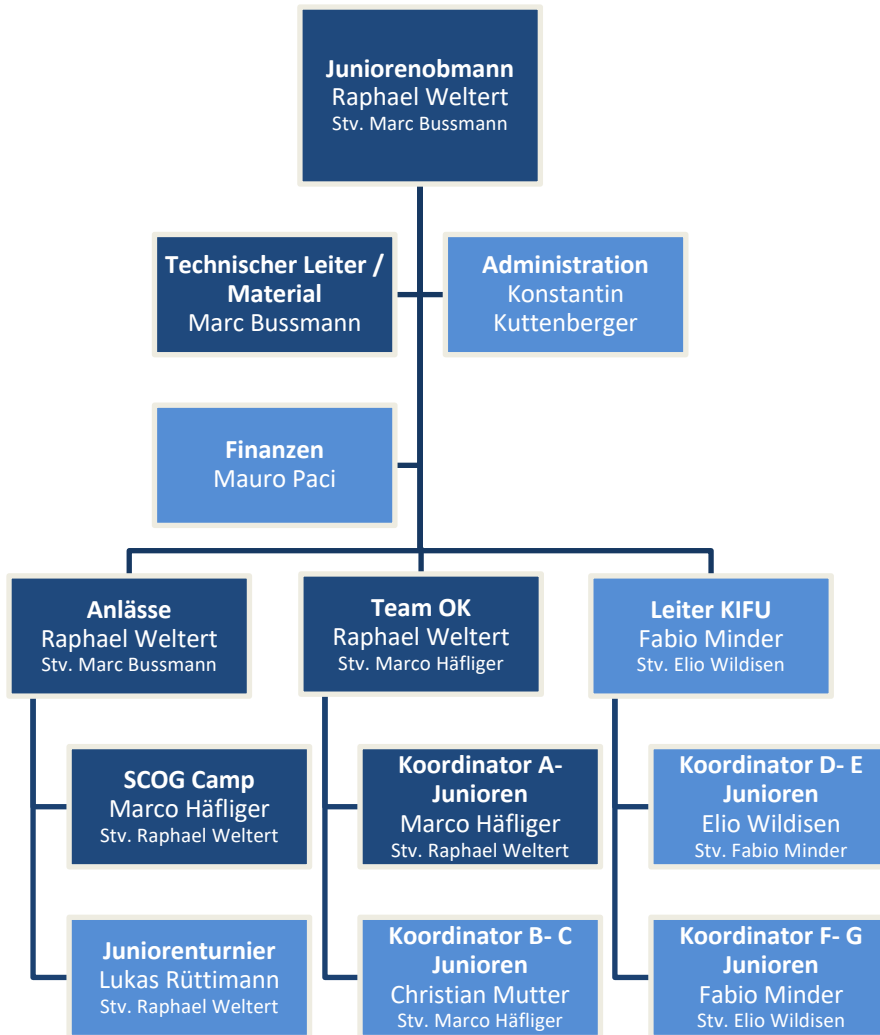 Juniorenobmann
Raphael Weltert
Stv. Marc Bussmann
Technischer Leiter /
Material
Marc Bussmann
Administration
Konstantin
Kuttenberger
Finanzen
Mauro Paci
Anlässe
Raphael Weltert
Stv. Marc Bussmann
Team OK
Raphael Weltert
Stv. Marco Häfliger
Leiter KIFU
Fabio Minder
Stv. Elio Wildisen
SCOG Camp
Marco Häfliger
Stv. Raphael Weltert
Koordinator A-
Junioren
Marco Häfliger
Stv. Raphael Weltert
Koordinator D- E
Junioren
Elio Wildisen
Stv. Fabio Minder
Juniorenturnier
Lukas Rüttimann
Stv. Raphael Weltert
Koordinator B- C
Junioren
Christian Mutter
Stv. Marco Häfliger
Koordinator F- G
Junioren
Fabio Minder
Stv. Elio Wildisen